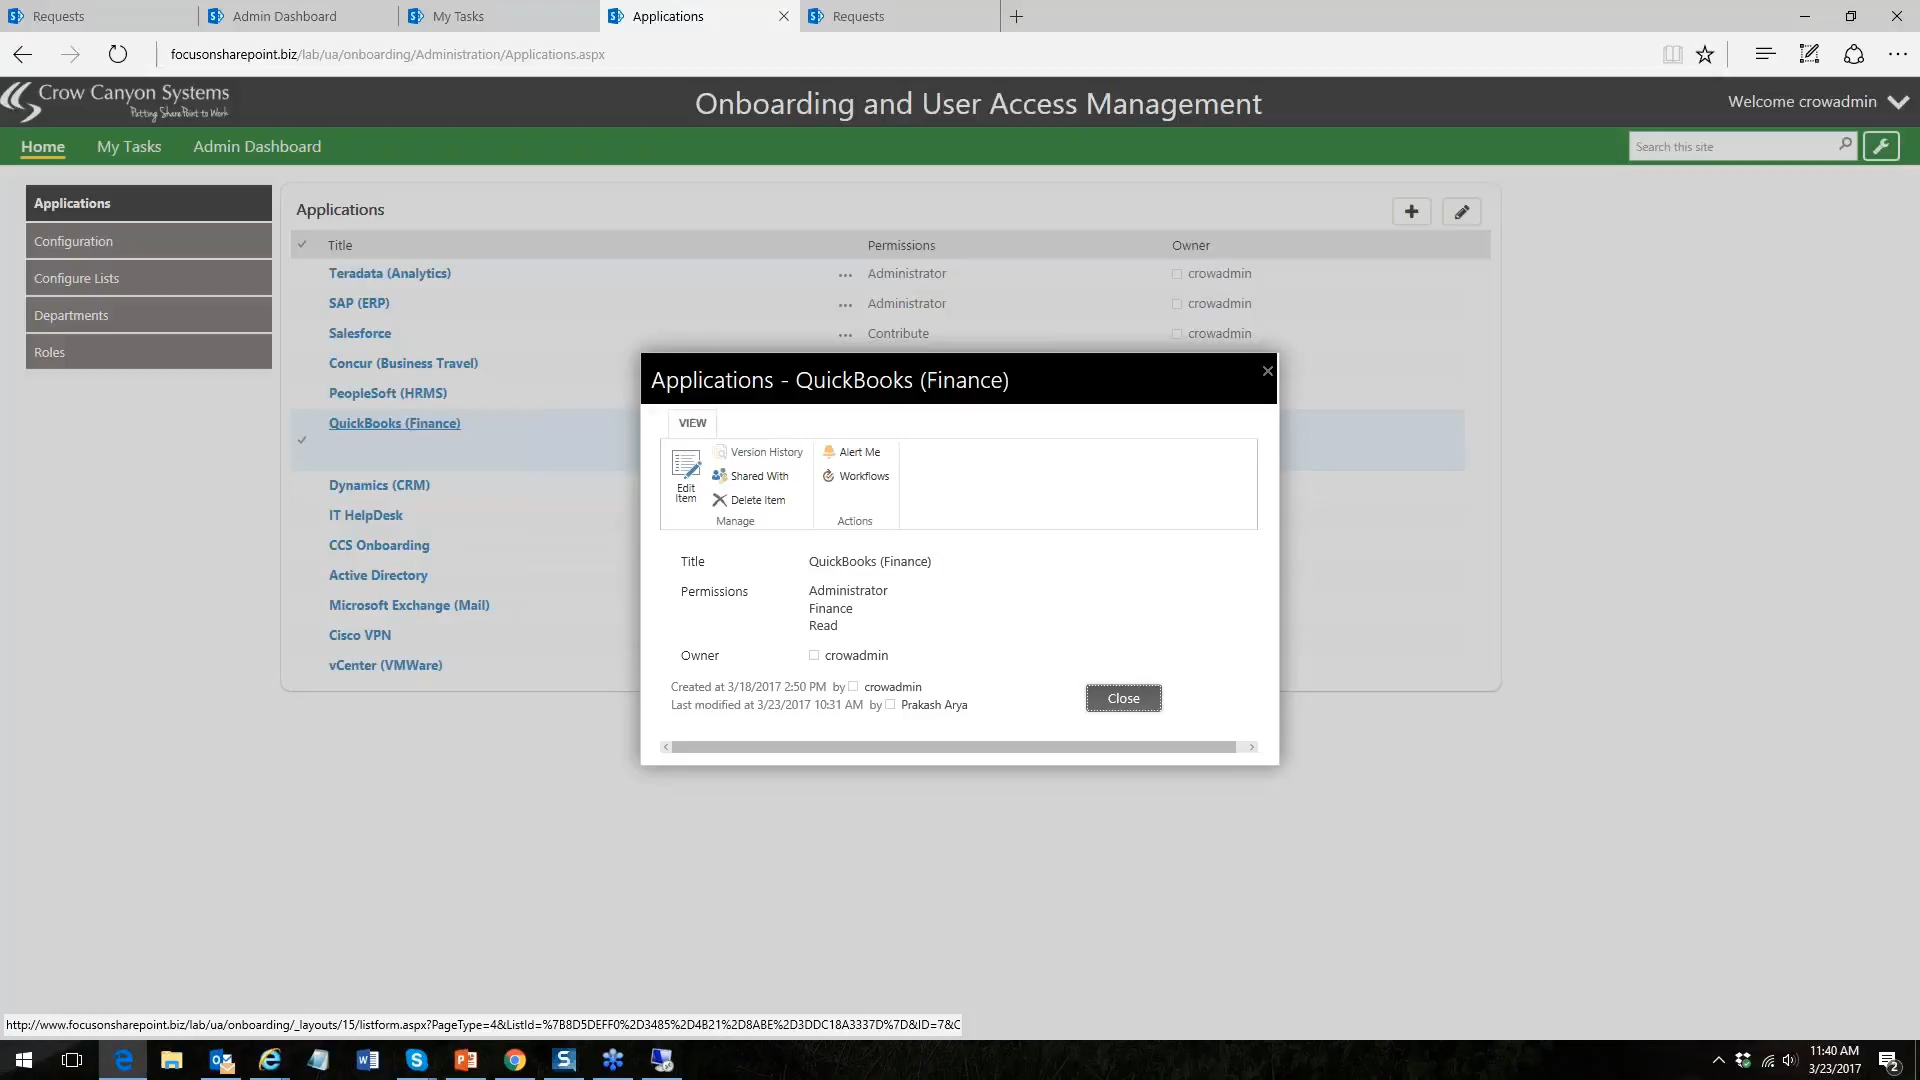 Requests
Admin Dashboard
My Tasks
Applications
Requests
focusonsharepoint.biz/lab/ua/onboarding/Administration/Applications.aspx
Crow Canyon Systems
Putting SharePoint to Work
Onboarding and User Access Management
Welcome crowadmin
Home
My Tasks
Admin Dashboard
Search this site
Applications
Configuration
Configure Lists
Departments
Roles
Applications
Title Permissions Owner
Teradata (Analytics) ... Administrator crowadmin
SAP (ERP) ... Administrator crowadmin
Salesforce ... Contribute crowadmin
Concur (Business Travel)
PeopleSoft (HRMS)
QuickBooks (Finance)
Dynamics (CRM)
IT HelpDesk
CCS Onboarding
Active Directory
Microsoft Exchange (Mail)
Cisco VPN
vCenter (VMWare)
Applications - QuickBooks (Finance)
VIEW
Edit
Item
Version History
Shared With
Delete Item
Manage
Alert Me
Workflows
Actions
Title QuickBooks (Finance)
Permissions Administrator
Finance
Read
Owner crowadmin
Created at 3/18/2017 2:50 PM by crowadmin
Last modified at 3/23/2017 10:31 AM by Prakash Arya
Close
http://www.focusonsharepoint.biz/lab/ua/onboarding/_layouts/15/listform.aspx?PageType=4&ListId=%7B8D5DEFF0%2D3485%2D4B21%2D8ABE%2D3DDC18A3337D%7D&ID=7&C
11:40 AM
3/23/2017
2